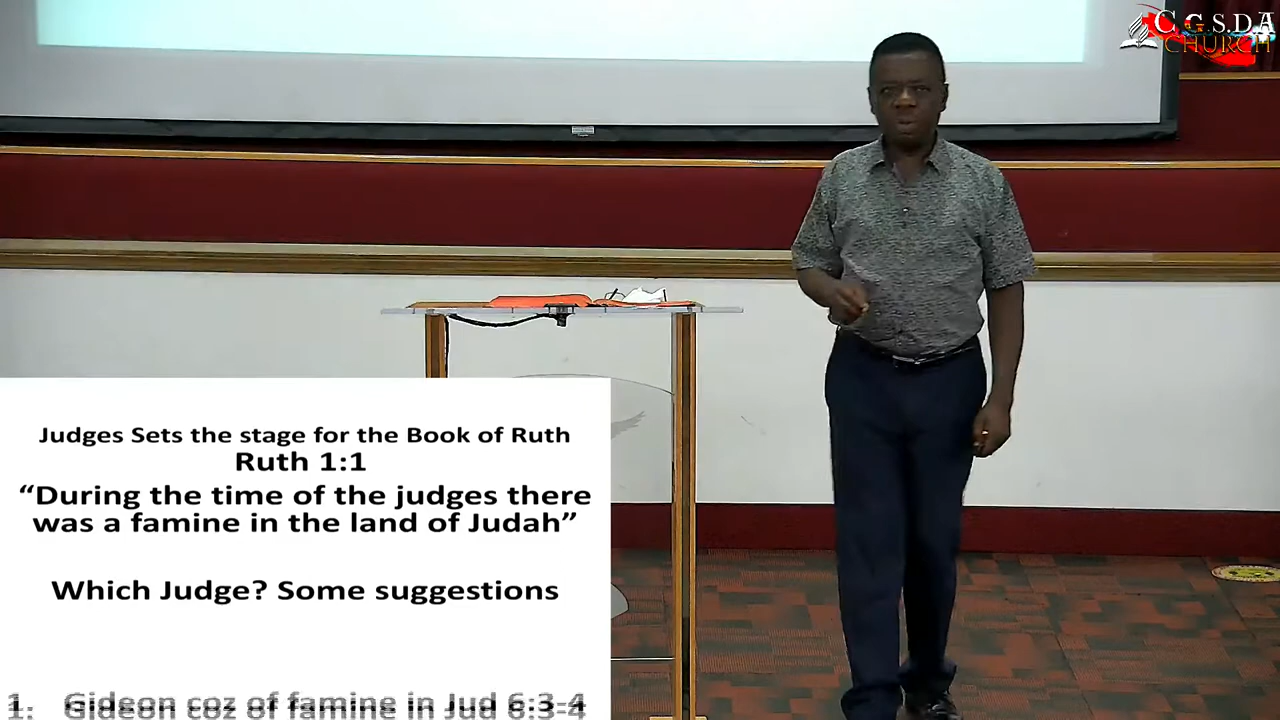 C G.S.D.A
CHURCH
Judges Sets the stage for the Book of Ruth
Ruth 1:1
“During the time of the judges there
was a famine in the land of Judah”
Which Judge? Some suggestions
1: Gideon coz of famine in Jud 6:3-4